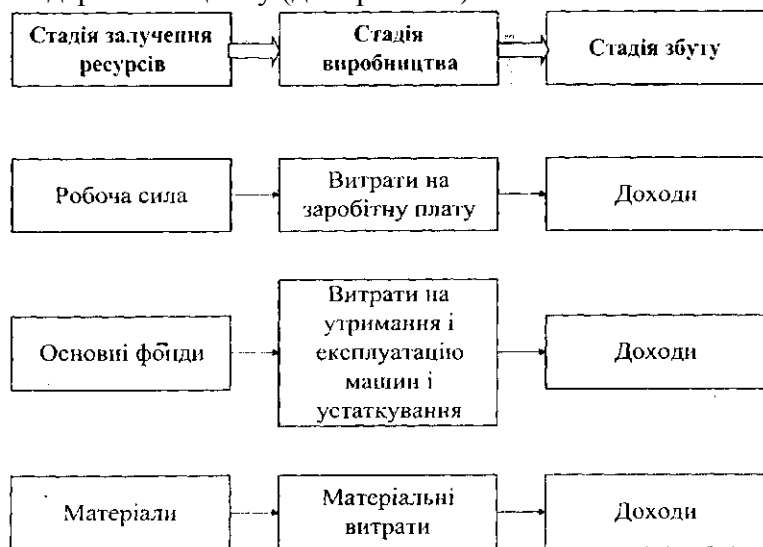 Стадія залучення
ресурсів
Стадія
виробництва
Стадія збуту
Робоча сила
Витрати на
заробітну плату
Доходи
Основні фонди
Витрати на
утримання і
експлуатацію
машин і
устаткування
Доходи
Матеріали
Матеріальні
витрати
Доходи